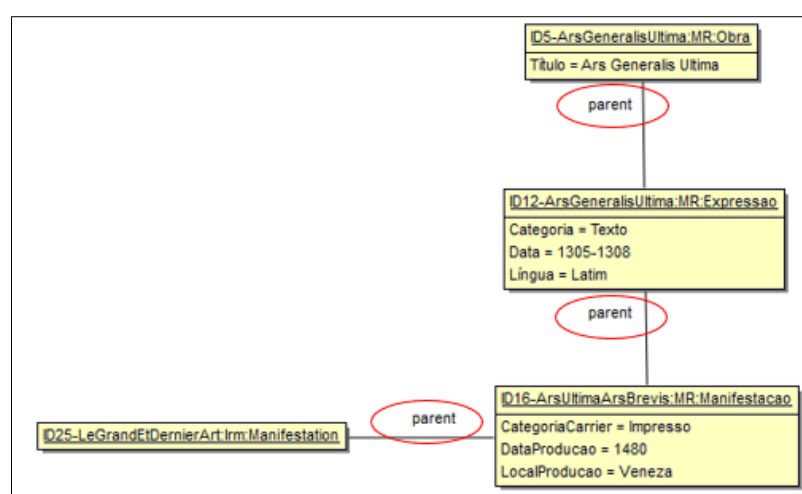 ID5-ArsGeneralisUltima:MR:Obra
Título = Ars Generalis Ultima
parent
ID12-ArsGeneralisUltima:MR:Expressao
Categoria = Texto
Data = 1305-1308
Língua = Latim
parent
ID16-ArsUltimaArsBrevis:MR:Manifestacao
CategoriaCarrier = Impresso
DataProducao = 1480
LocalProducao = Veneza
parent
ID25-LeGrandEtDernierArt:Irm:Manifestation